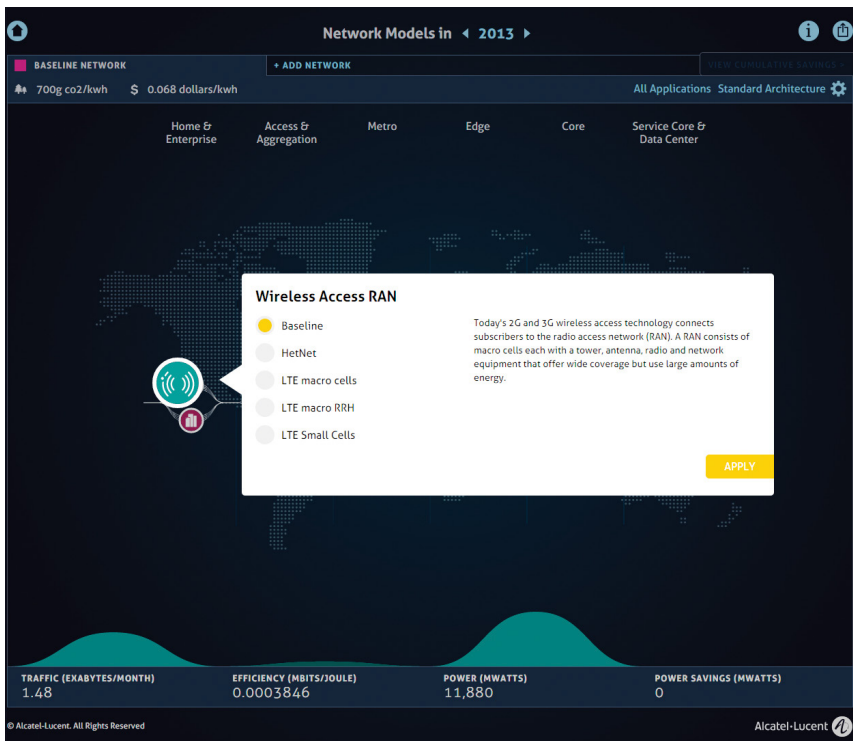 Network Models in 2013
i
BASELINE NETWORK
+ ADD NETWORK
VIEW CUMULATIVE SAVINGS
700g co2/kwh
$ 0.068 dollars/kwh
All Applications Standard Architecture
Home &
Enterprise
Access &
Aggregation
Metro
Edge
Core
Service Core &
Data Center
Wireless Access RAN
Baseline
HetNet
LTE macro cells
LTE macro RRH
LTE Small Cells
Today's 2G and 3G wireless access technology connects
subscribers to the radio access network (RAN). A RAN consists of
macro cells each with a tower, antenna, radio and network
equipment that offer wide coverage but use large amounts of
energy.
APPLY
TRAFFIC (EXABYTES/MONTH)
1.48
EFFICIENCY (MBITS/JOULE)
0.0003846
POWER (MWATTS)
11,880
POWER SAVINGS (MWATTS)
0
© Alcatel-Lucent. All Rights Reserved
Alcatel·Lucent